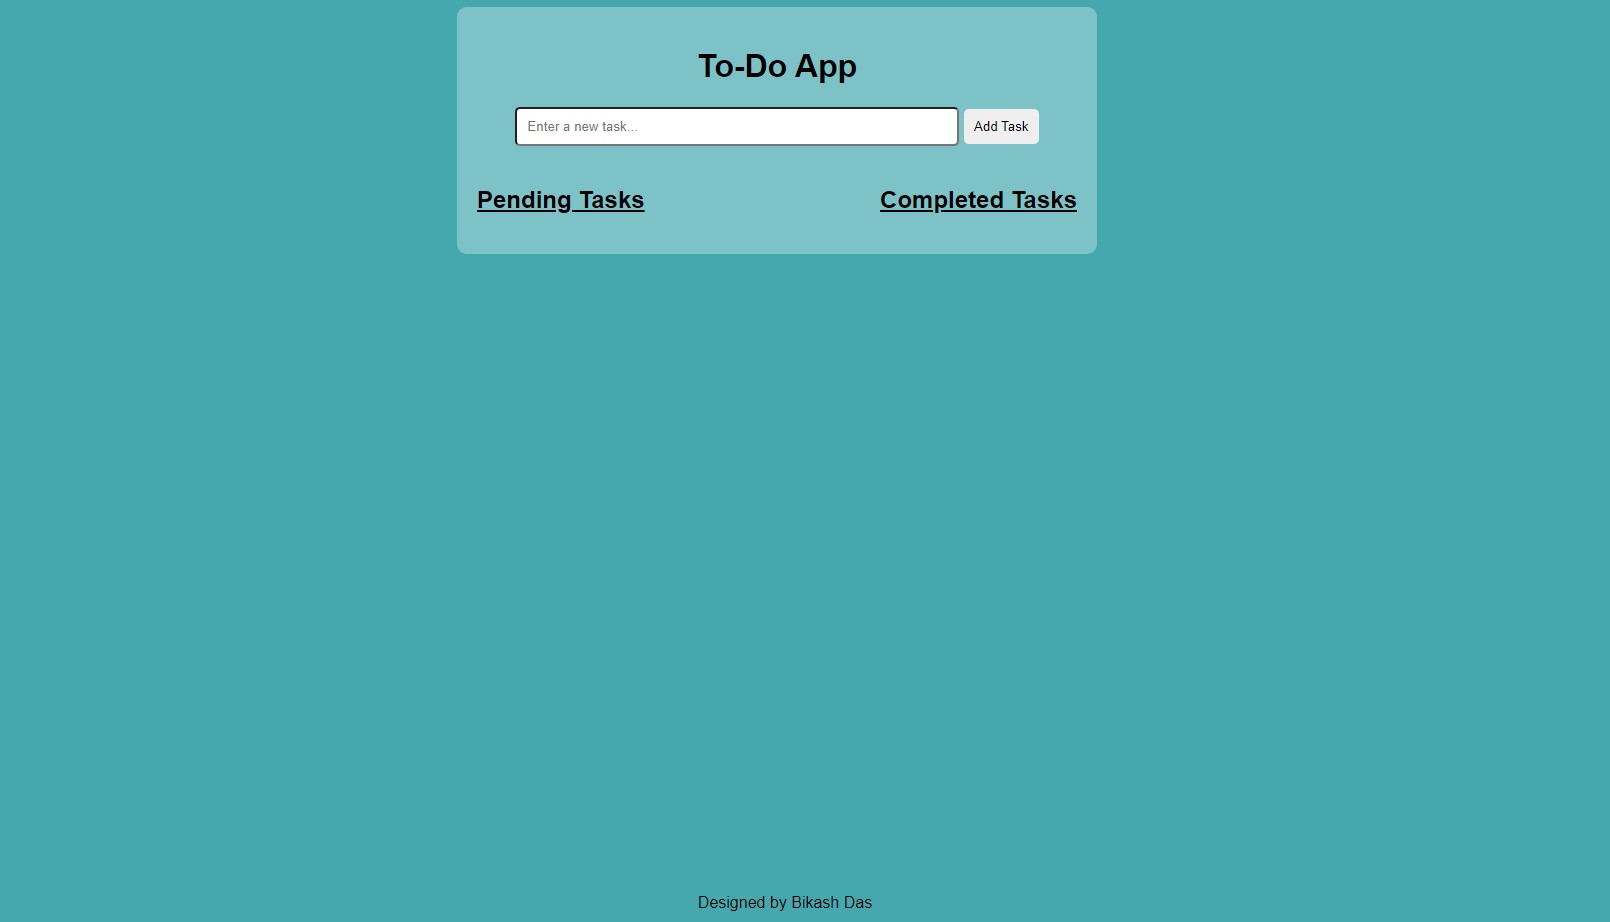 To-Do App
Enter a new task...
Add Task
Pending Tasks
Completed Tasks
Designed by Bikash Das